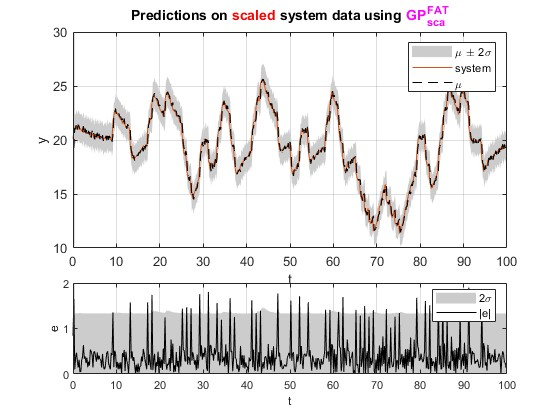 Predictions on scaled system data using GP_sca^FAT
μ ± 2σ
system
μ
30
25
20
15
10
y
0 10 20 30 40 50 60 70 80 90 100
t
2σ
|e|
2
1
0
e
0 10 20 30 40 50 60 70 80 90 100
t